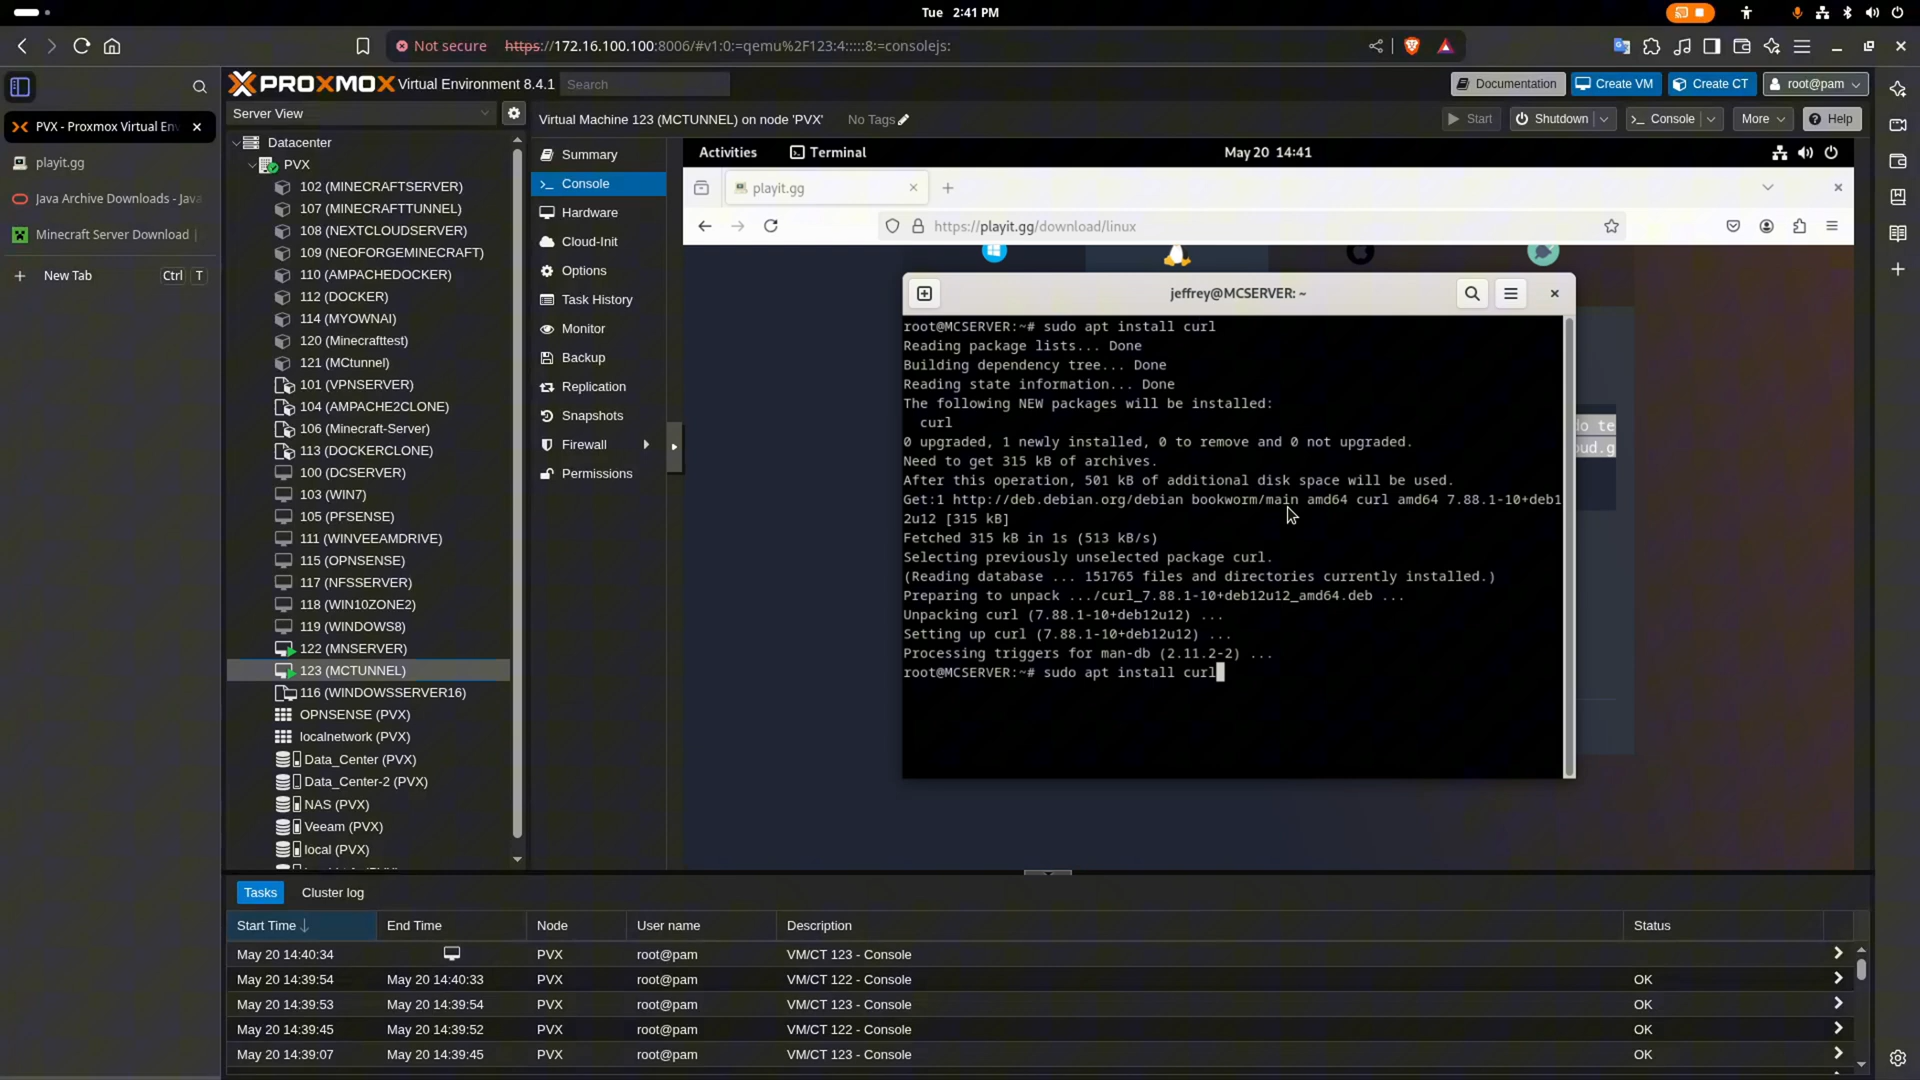 Tue 2:41 PM
Not secure https://172.16.100.100:8006/#v1:0:=qemu%2F123:4:::::8:=consolejs:
PVX - Proxmox Virtual En
playit.gg
Java Archive Downloads - Java
Minecraft Server Download
New Tab Ctrl T
PROXMOX Virtual Environment 8.4.1 Search
Documentation Create VM Create CT root@pam
Server View
Virtual Machine 123 (MCTUNNEL) on node 'PVX' No Tags
Start Shutdown Console More Help
Datacenter
PVX
102 (MINECRAFTSERVER)
107 (MINECRAFTTUNNEL)
108 (NEXTCLOUDSERVER)
109 (NEOFORGEMINECRAFT)
110 (AMPACHEDOCKER)
112 (DOCKER)
114 (MYOWNAI)
120 (Minecrafttest)
121 (MCtunnel)
101 (VPNSERVER)
104 (AMPACHE2CLONE)
106 (Minecraft-Server)
113 (DOCKERCLONE)
100 (DCSERVER)
103 (WIN7)
105 (PFSENSE)
111 (WINVEEAMDRIVE)
115 (OPNSENSE)
117 (NFSSERVER)
118 (WIN10ZONE2)
119 (WINDOWS8)
122 (MNSERVER)
123 (MCTUNNEL)
116 (WINDOWSSERVER16)
OPNSENSE (PVX)
localnetwork (PVX)
Data_Center (PVX)
Data_Center-2 (PVX)
NAS (PVX)
Veeam (PVX)
local (PVX)
Summary
Console
Hardware
Cloud-Init
Options
Task History
Monitor
Backup
Replication
Snapshots
Firewall
Permissions
Activities Terminal May 20 14:41
playit.gg
https://playit.gg/download/linux
do te
oud.g
jeffrey@MCSERVER: ~
root@MCSERVER:~# sudo apt install curl
Reading package lists... Done
Building dependency tree... Done
Reading state information... Done
The following NEW packages will be installed:
curl
0 upgraded, 1 newly installed, 0 to remove and 0 not upgraded.
Need to get 315 kB of archives.
After this operation, 501 kB of additional disk space will be used.
Get:1 http://deb.debian.org/debian bookworm/main amd64 curl amd64 7.88.1-10+deb1
2u12 [315 kB]
Fetched 315 kB in 1s (513 kB/s)
Selecting previously unselected package curl.
(Reading database ... 151765 files and directories currently installed.)
Preparing to unpack .../curl_7.88.1-10+deb12u12_amd64.deb ...
Unpacking curl (7.88.1-10+deb12u12) ...
Setting up curl (7.88.1-10+deb12u12) ...
Processing triggers for man-db (2.11.2-2) ...
root@MCSERVER:~# sudo apt install curl
Tasks Cluster log
Start Time End Time Node User name Description Status
May 20 14:40:34 PVX root@pam VM/CT 123 - Console
May 20 14:39:54 May 20 14:40:33 PVX root@pam VM/CT 122 - Console OK
May 20 14:39:53 May 20 14:39:54 PVX root@pam VM/CT 123 - Console OK
May 20 14:39:45 May 20 14:39:52 PVX root@pam VM/CT 122 - Console OK
May 20 14:39:07 May 20 14:39:45 PVX root@pam VM/CT 123 - Console OK